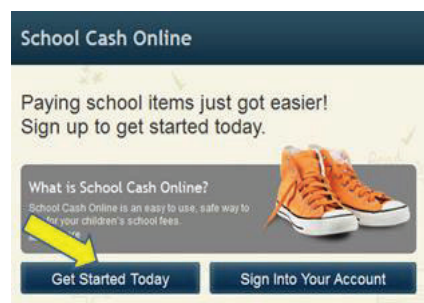 School Cash Online
Paying school items just got easier!
Sign up to get started today.
What is School Cash Online?
School Cash Online is an easy to use, safe way to
for your children's school fees.
Get Started Today
Sign Into Your Account